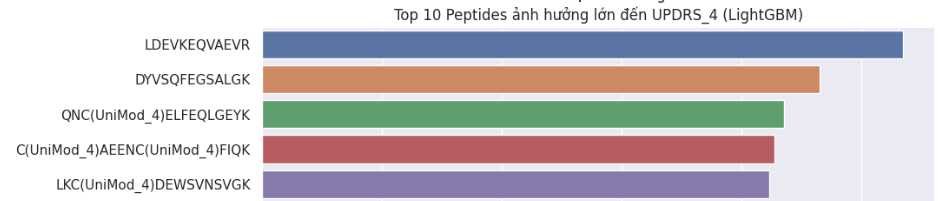 Top 10 Peptides ảnh hưởng lớn đến UPDRS_4 (LightGBM)
LDEVKEQVAEVR
DYVSQFEGSALGK
QNC(UniMod_4)ELFEQLGEYK
C(UniMod_4)AEENC(UniMod_4)FIQK
LKC(UniMod_4)DEWSVNSVGK